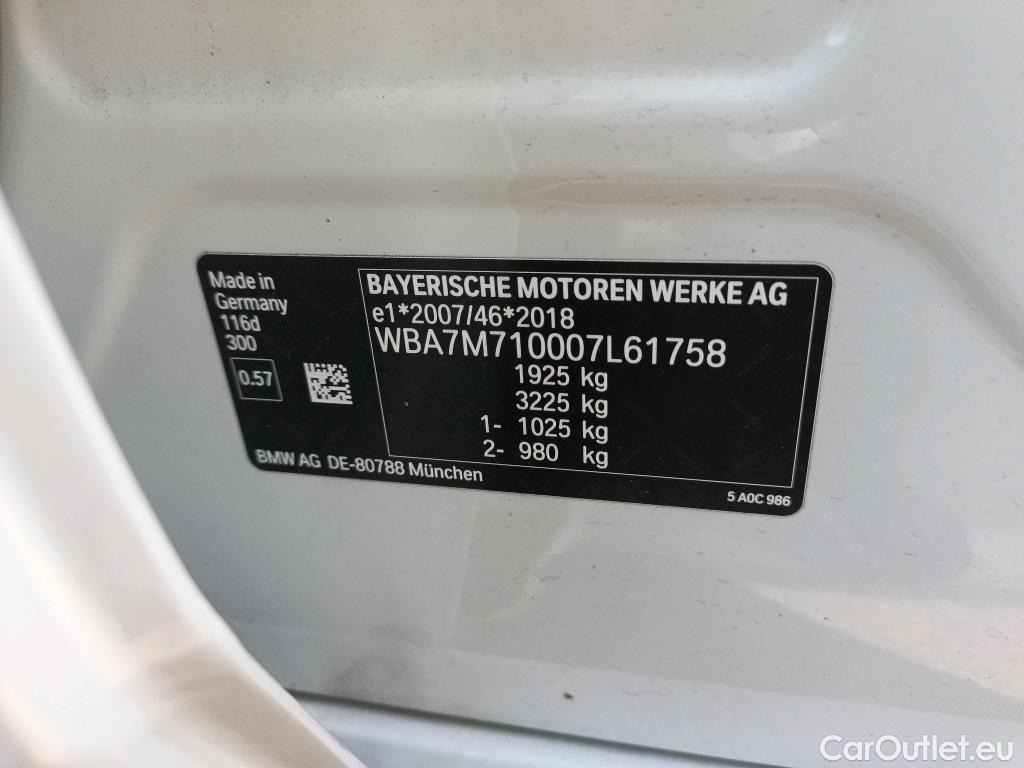 Made in
Germany
116d
300
0.57
BAYERISCHE MOTOREN WERKE AG
e1*2007/46*2018
WBA7M710007L61758
1925 kg
3225 kg
1- 1025 kg
2- 980 kg
BMW AG DE-80788 München
5 A0C 986
CarOutlet.eu